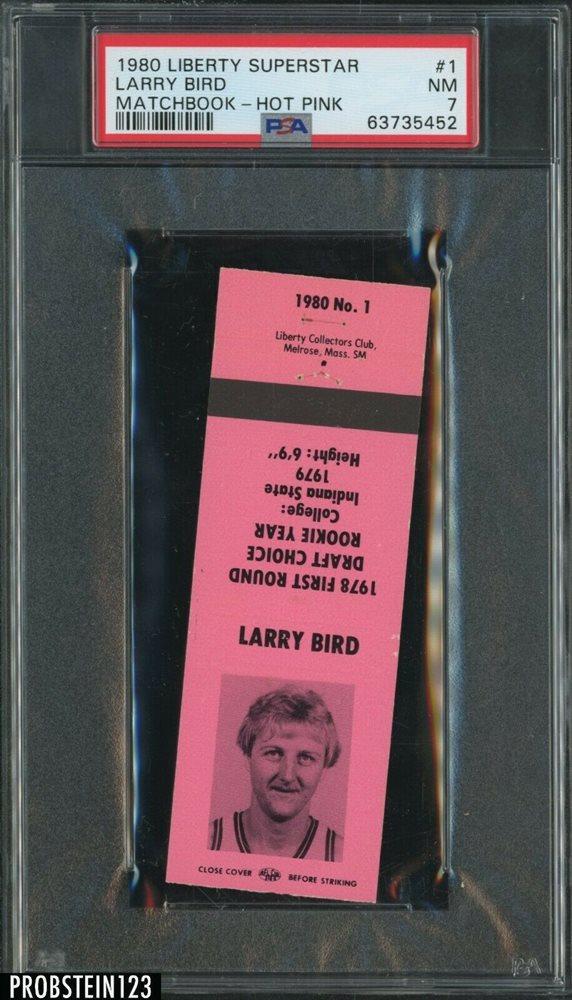 1980 LIBERTY SUPERSTAR #1
LARRY BIRD NM
MATCHBOOK - HOT PINK 7
PSA 63735452
1980 No. 1
Liberty Collectors Club,
Melrose, Mass. SM
1978 FIRST ROUND
DRAFT CHOICE
ROOKIE YEAR
College:
Indiana State
1979
Height: 6'9"
LARRY BIRD
CLOSE COVER BEFORE STRIKING
PROBSTEIN123